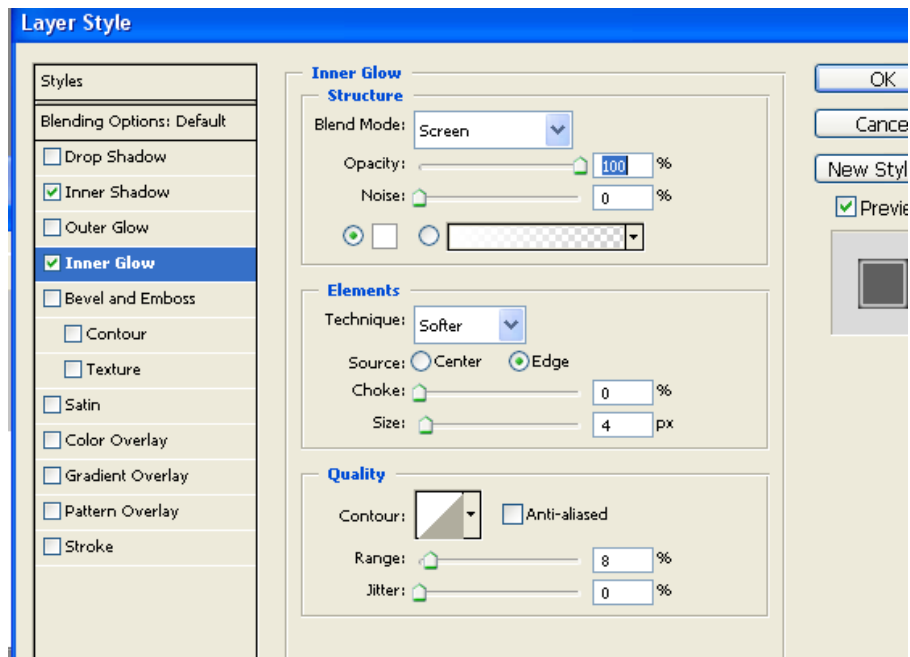 Layer Style
Styles
Blending Options: Default
Drop Shadow
Inner Shadow
Outer Glow
Inner Glow
Bevel and Emboss
Contour
Texture
Satin
Color Overlay
Gradient Overlay
Pattern Overlay
Stroke
Inner Glow
Structure
Blend Mode: Screen
Opacity: 100 %
Noise: 0 %
Elements
Technique: Softer
Source: Center Edge
Choke: 0 %
Size: 4 px
Quality
Contour: Anti-aliased
Range: 8 %
Jitter: 0 %
OK
Cance
New Styl
Previe